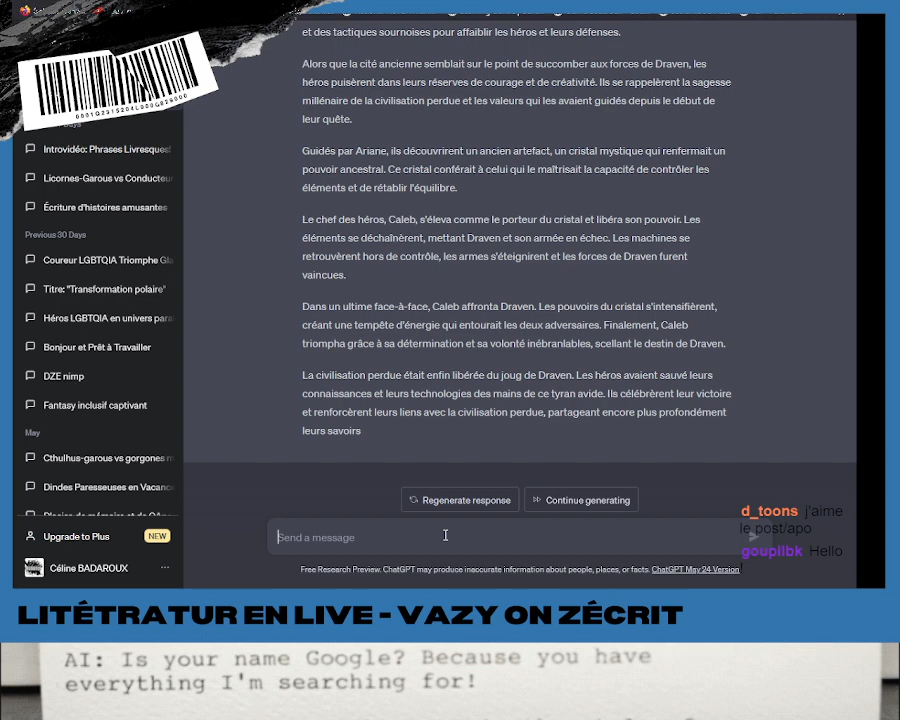 et des tactiques sournoises pour affaiblir les héros et leurs défenses.
Alors que la cité ancienne semblait sur le point de succomber aux forces de Draven, les
héros puisèrent dans leurs réserves de courage et de créativité. Ils se rappelèrent la sagesse
millénaire de la civilisation perdue et les valeurs qui les avaient guidés depuis le début de
leur quête.
Guidés par Ariane, ils découvrirent un ancien artefact, un cristal mystique qui renfermait un
pouvoir ancestral. Ce cristal conférait à celui qui le maîtrisait la capacité de contrôler les
éléments et de rétablir l'équilibre.
Le chef des héros, Caleb, s'éleva comme le porteur du cristal et libéra son pouvoir. Les
éléments se déchaînèrent, mettant Draven et son armée en échec. Les machines se
retrouvèrent hors de contrôle, les armes s'éteignirent et les forces de Draven furent
vaincues.
Dans un ultime face-à-face, Caleb affronta Draven. Les pouvoirs du cristal s'intensifièrent,
créant une tempête d'énergie qui entourait les deux adversaires. Finalement, Caleb
triompha grâce à sa détermination et sa volonté inébranlables, scellant le destin de Draven.
La civilisation perdue était enfin libérée du joug de Draven. Les héros avaient sauvé leurs
connaissances et leurs technologies des mains de ce tyran avide. Ils célébrèrent leur victoire
et renforcèrent leurs liens avec la civilisation perdue, partageant encore plus profondément
leurs savoirs
Introvidéo: Phrases Livresques!
Licornes-Garous vs Conducteur
Écriture d'histoires amusantes
Previous 30 Days
Coureur LGBTQIA Triomphe Gla
Titre: "Transformation polaire"
Héros LGBTQIA en univers para
Bonjour et Prêt à Travailler
DZE nimp
Fantasy inclusif captivant
May
Cthulhus-garous vs gorgones m
Dindes Paresseuses en Vacanc
Upgrade to Plus NEW
Céline BADAROUX ...
Regenerate response
Continue generating
Send a message
Free Research Preview. ChatGPT may produce inaccurate information about people, places, or facts. ChatGPT May 24 Version
d_toons j'aime
le post/apo
goupilbk Hello
!
LITÉTRATUR EN LIVE - VAZY ON ZÉCRIT
AI: Is your name Google? Because you have
everything I'm searching for!